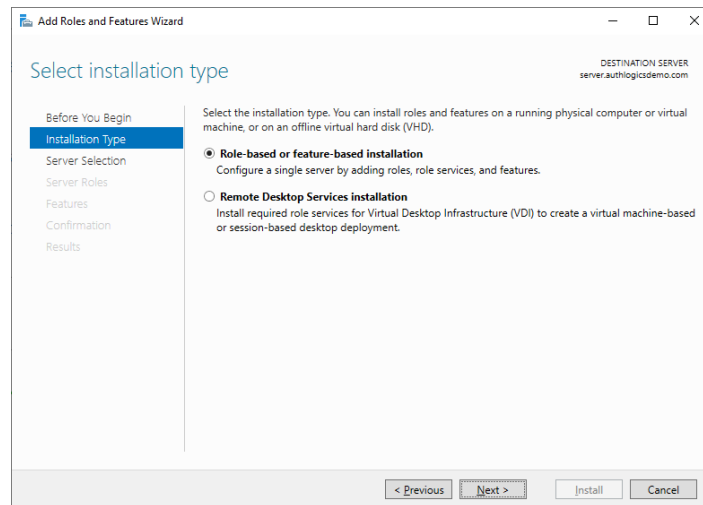 Add Roles and Features Wizard
Select installation type
DESTINATION SERVER
server.authlogicsdemo.com
Before You Begin
Installation Type
Server Selection
Server Roles
Features
Confirmation
Results
Select the installation type. You can install roles and features on a running physical computer or virtual
machine, or on an offline virtual hard disk (VHD).
Role-based or feature-based installation
Configure a single server by adding roles, role services, and features.
Remote Desktop Services installation
Install required role services for Virtual Desktop Infrastructure (VDI) to create a virtual machine-based
or session-based desktop deployment.
< Previous Next > Install Cancel